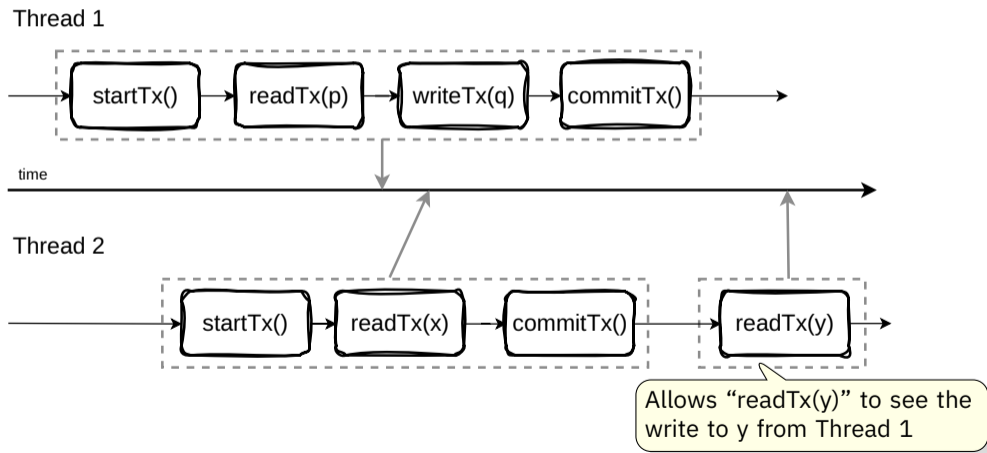 Thread 1
startTx()
readTx(p)
writeTx(q)
commitTx()
time
Thread 2
startTx()
readTx(x)
commitTx()
readTx(y)
Allows “readTx(y)” to see the
write to y from Thread 1